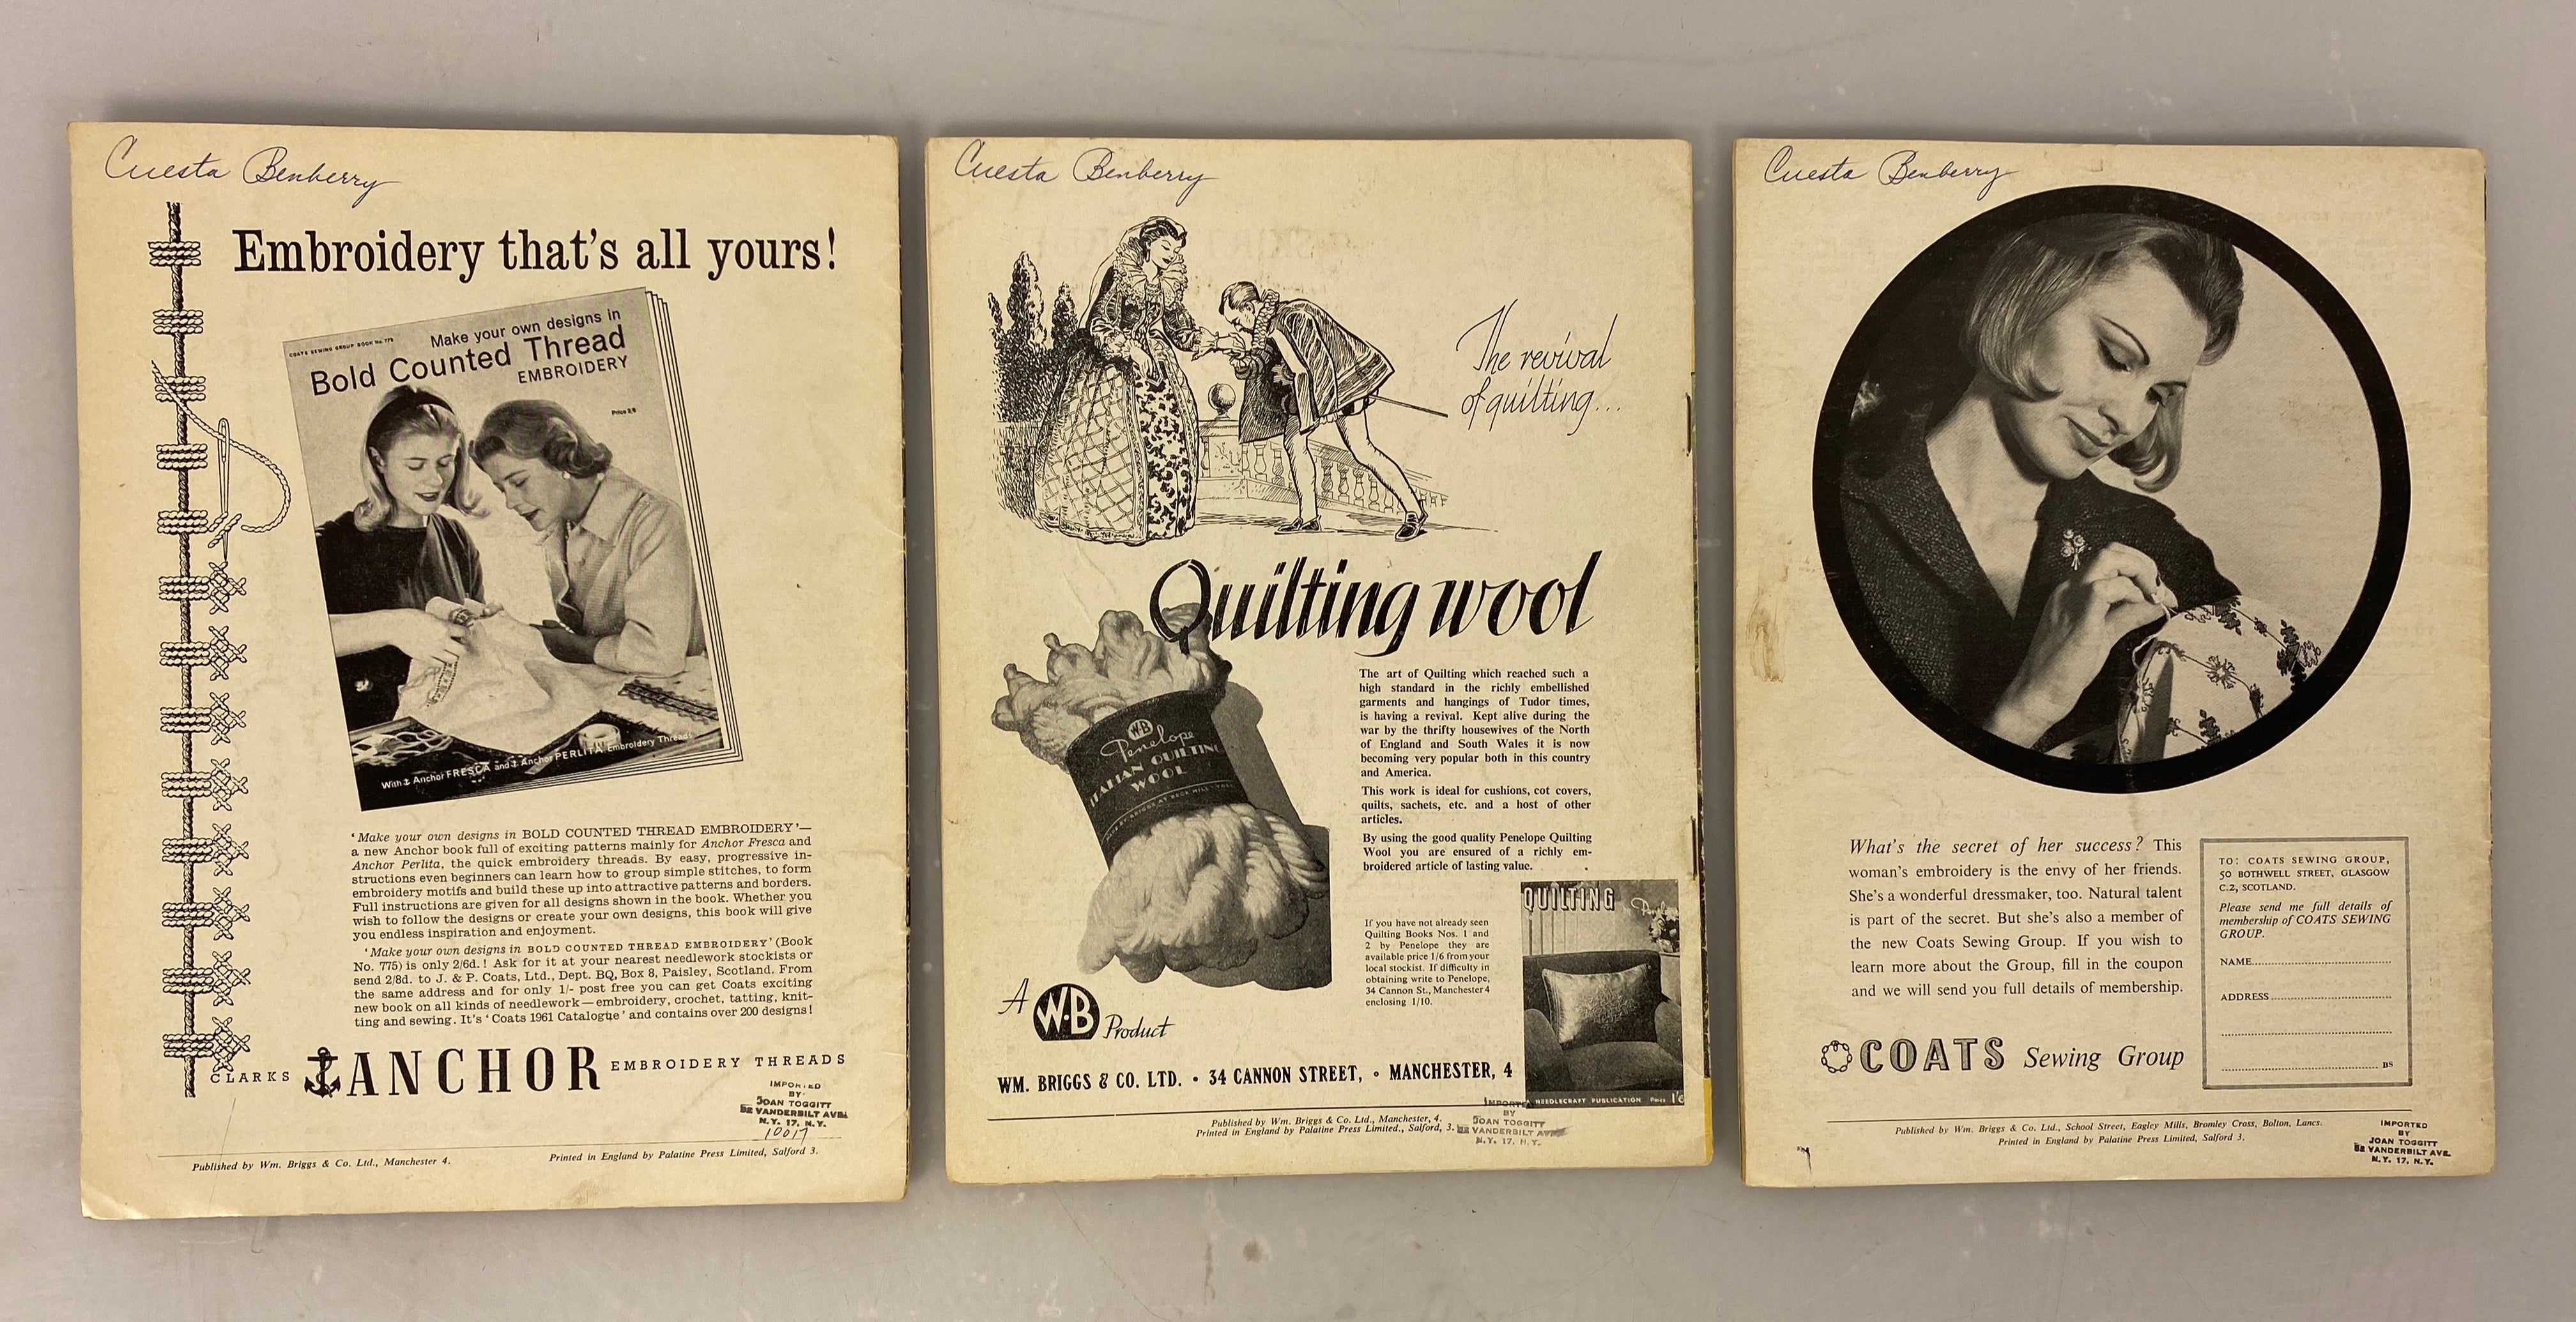 Cuesta Benberry
Embroidery that's all yours!
COATS SEWING GROUP BOOK No. 775
Make your own designs in
Bold Counted Thread
EMBROIDERY
Price 2/6
With Anchor FRESCA and Anchor PERLITA Embroidery Threads
'Make your own designs in BOLD COUNTED THREAD EMBROIDERY'—
a new Anchor book full of exciting patterns mainly for Anchor Fresca and
Anchor Perlita, the quick embroidery threads. By easy, progressive in-
structions even beginners can learn how to group simple stitches, to form
embroidery motifs and build these up into attractive patterns and borders.
Full instructions are given for all designs shown in the book. Whether you
wish to follow the designs or create your own designs, this book will give
you endless inspiration and enjoyment.
'Make your own designs in BOLD COUNTED THREAD EMBROIDERY' (Book
No. 775) is only 2/6d.! Ask for it at your nearest needlework stockists or
send 2/8d. to J. & P. Coats, Ltd., Dept. BQ, Box 8, Paisley, Scotland. From
the same address and for only 1/- post free you can get Coats exciting
new book on all kinds of needlework—embroidery, crochet, tatting, knit-
ting and sewing. It's 'Coats 1961 Catalogue' and contains over 200 designs!
CLARKS ANCHOR EMBROIDERY THREADS
IMPORTED
BY
JOAN TOGGITT
52 VANDERBILT AVE.
N.Y. 17, N.Y.
10017
Published by Wm. Briggs & Co. Ltd., Manchester 4. Printed in England by Palatine Press Limited, Salford 3.
Cuesta Benberry
The revival
of quilting...
Quilting wool
W·B
Penelope
ITALIAN QUILTING
WOOL
The art of Quilting which reached such a
high standard in the richly embellished
garments and hangings of Tudor times,
is having a revival. Kept alive during the
war by the thrifty housewives of the North
of England and South Wales it is now
becoming very popular both in this country
and America.
This work is ideal for cushions, cot covers,
quilts, sachets, etc. and a host of other
articles.
By using the good quality Penelope Quilting
Wool you are ensured of a richly em-
broidered article of lasting value.
If you have not already seen
Quilting Books Nos. 1 and
2 by Penelope they are
available price 1/6 from your
local stockist. If difficulty in
obtaining write to Penelope,
34 Cannon St., Manchester 4
enclosing 1/10.
QUILTING
Penelope
A NEEDLECRAFT PUBLICATION Price 1/6
A W·B Product
WM. BRIGGS & CO. LTD. • 34 CANNON STREET, • MANCHESTER, 4
Published by Wm. Briggs & Co. Ltd., Manchester, 4.
Printed in England by Palatine Press Limited., Salford, 3.
IMPORTED
BY
JOAN TOGGITT
52 VANDERBILT AVE.
N.Y. 17, N.Y.
Cuesta Benberry
What's the secret of her success? This
woman's embroidery is the envy of her friends.
She's a wonderful dressmaker, too. Natural talent
is part of the secret. But she's also a member of
the new Coats Sewing Group. If you wish to
learn more about the Group, fill in the coupon
and we will send you full details of membership.
COATS Sewing Group
TO: COATS SEWING GROUP,
50 BOTHWELL STREET, GLASGOW
C.2, SCOTLAND.
Please send me full details of
membership of COATS SEWING
GROUP.
NAME
ADDRESS
BS
Published by Wm. Briggs & Co. Ltd., School Street, Eagley Mills, Bromley Cross, Bolton, Lancs.
Printed in England by Palatine Press Limited, Salford 3.
IMPORTED
BY
JOAN TOGGITT
52 VANDERBILT AVE.
N.Y. 17, N.Y.